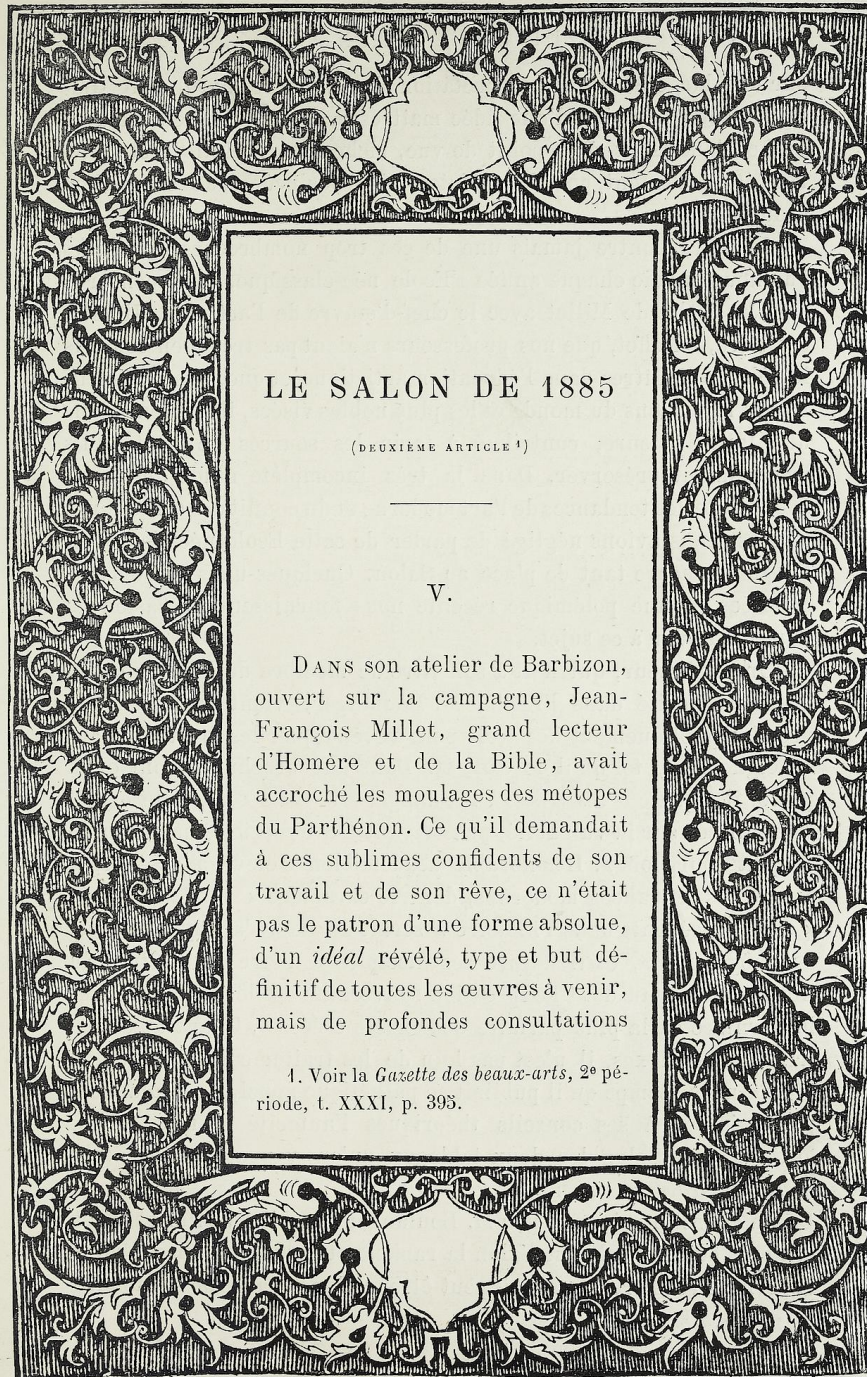 LE SALON DE 1885
(DEUXIÈME ARTICLE ¹)
V.
DANS son atelier de Barbizon,
ouvert sur la campagne, Jean-
François Millet, grand lecteur
d'Homère et de la Bible, avait
accroché les moulages des métopes
du Parthénon. Ce qu'il demandait
à ces sublimes confidents de son
travail et de son rêve, ce n'était
pas le patron d'une forme absolue,
d'un idéal révélé, type et but dé-
finitif de toutes les œuvres à venir,
mais de profondes consultations
1. Voir la Gazette des beaux-arts, 2e pé-
riode, t. XXXI, p. 395.